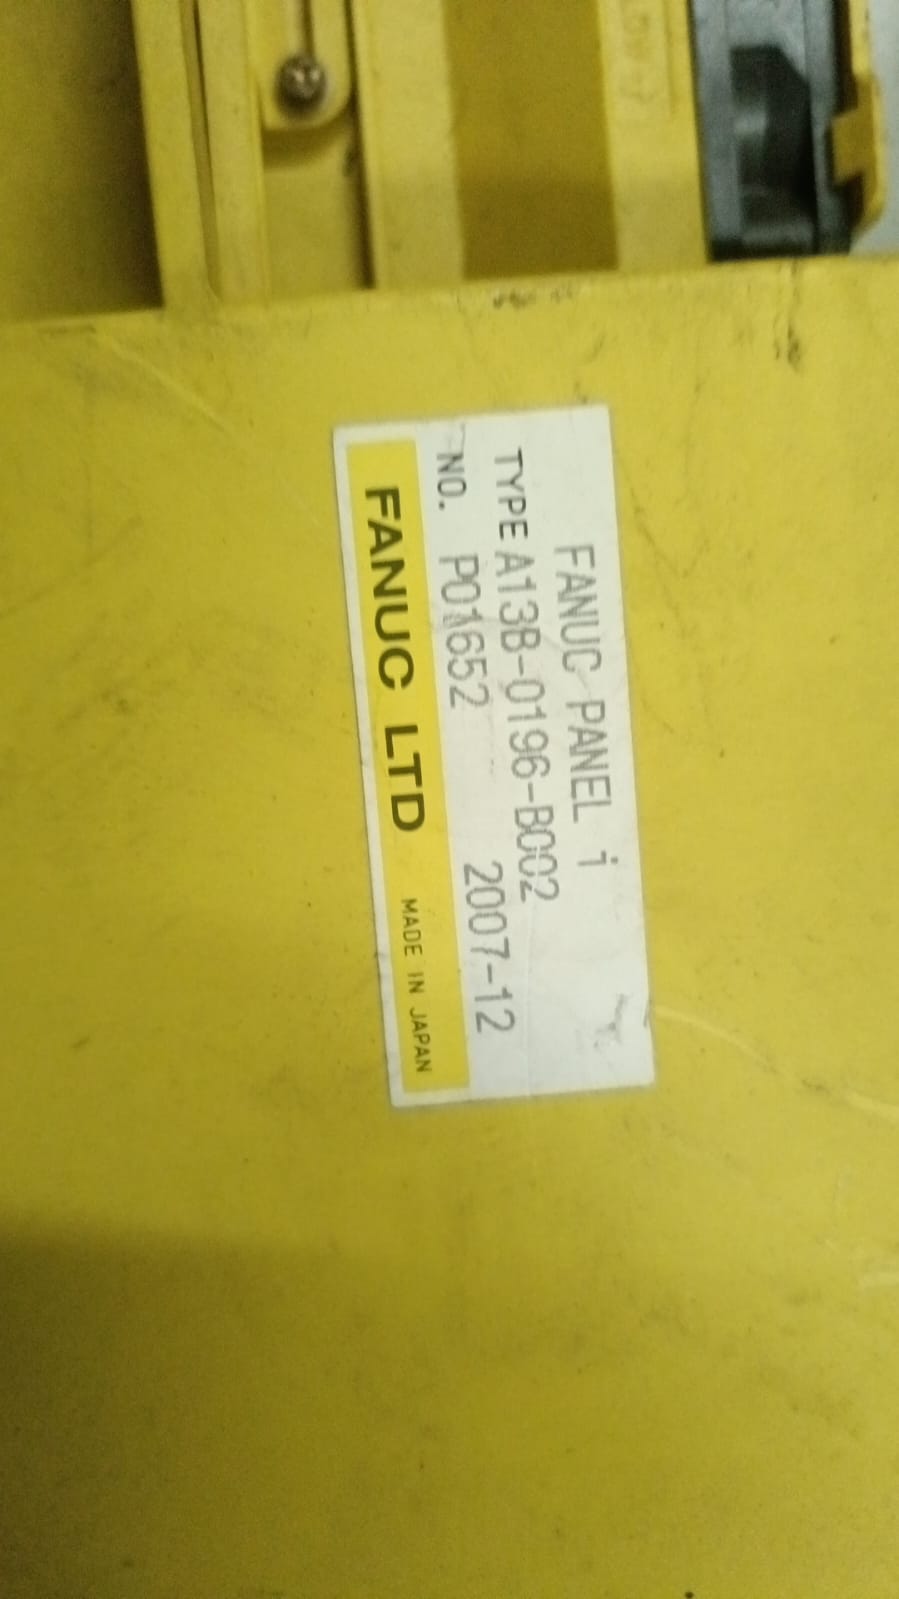 FANUC PANEL i
TYPE A13B-0196-B002
NO. P01652 2007-12
FANUC LTD MADE IN JAPAN